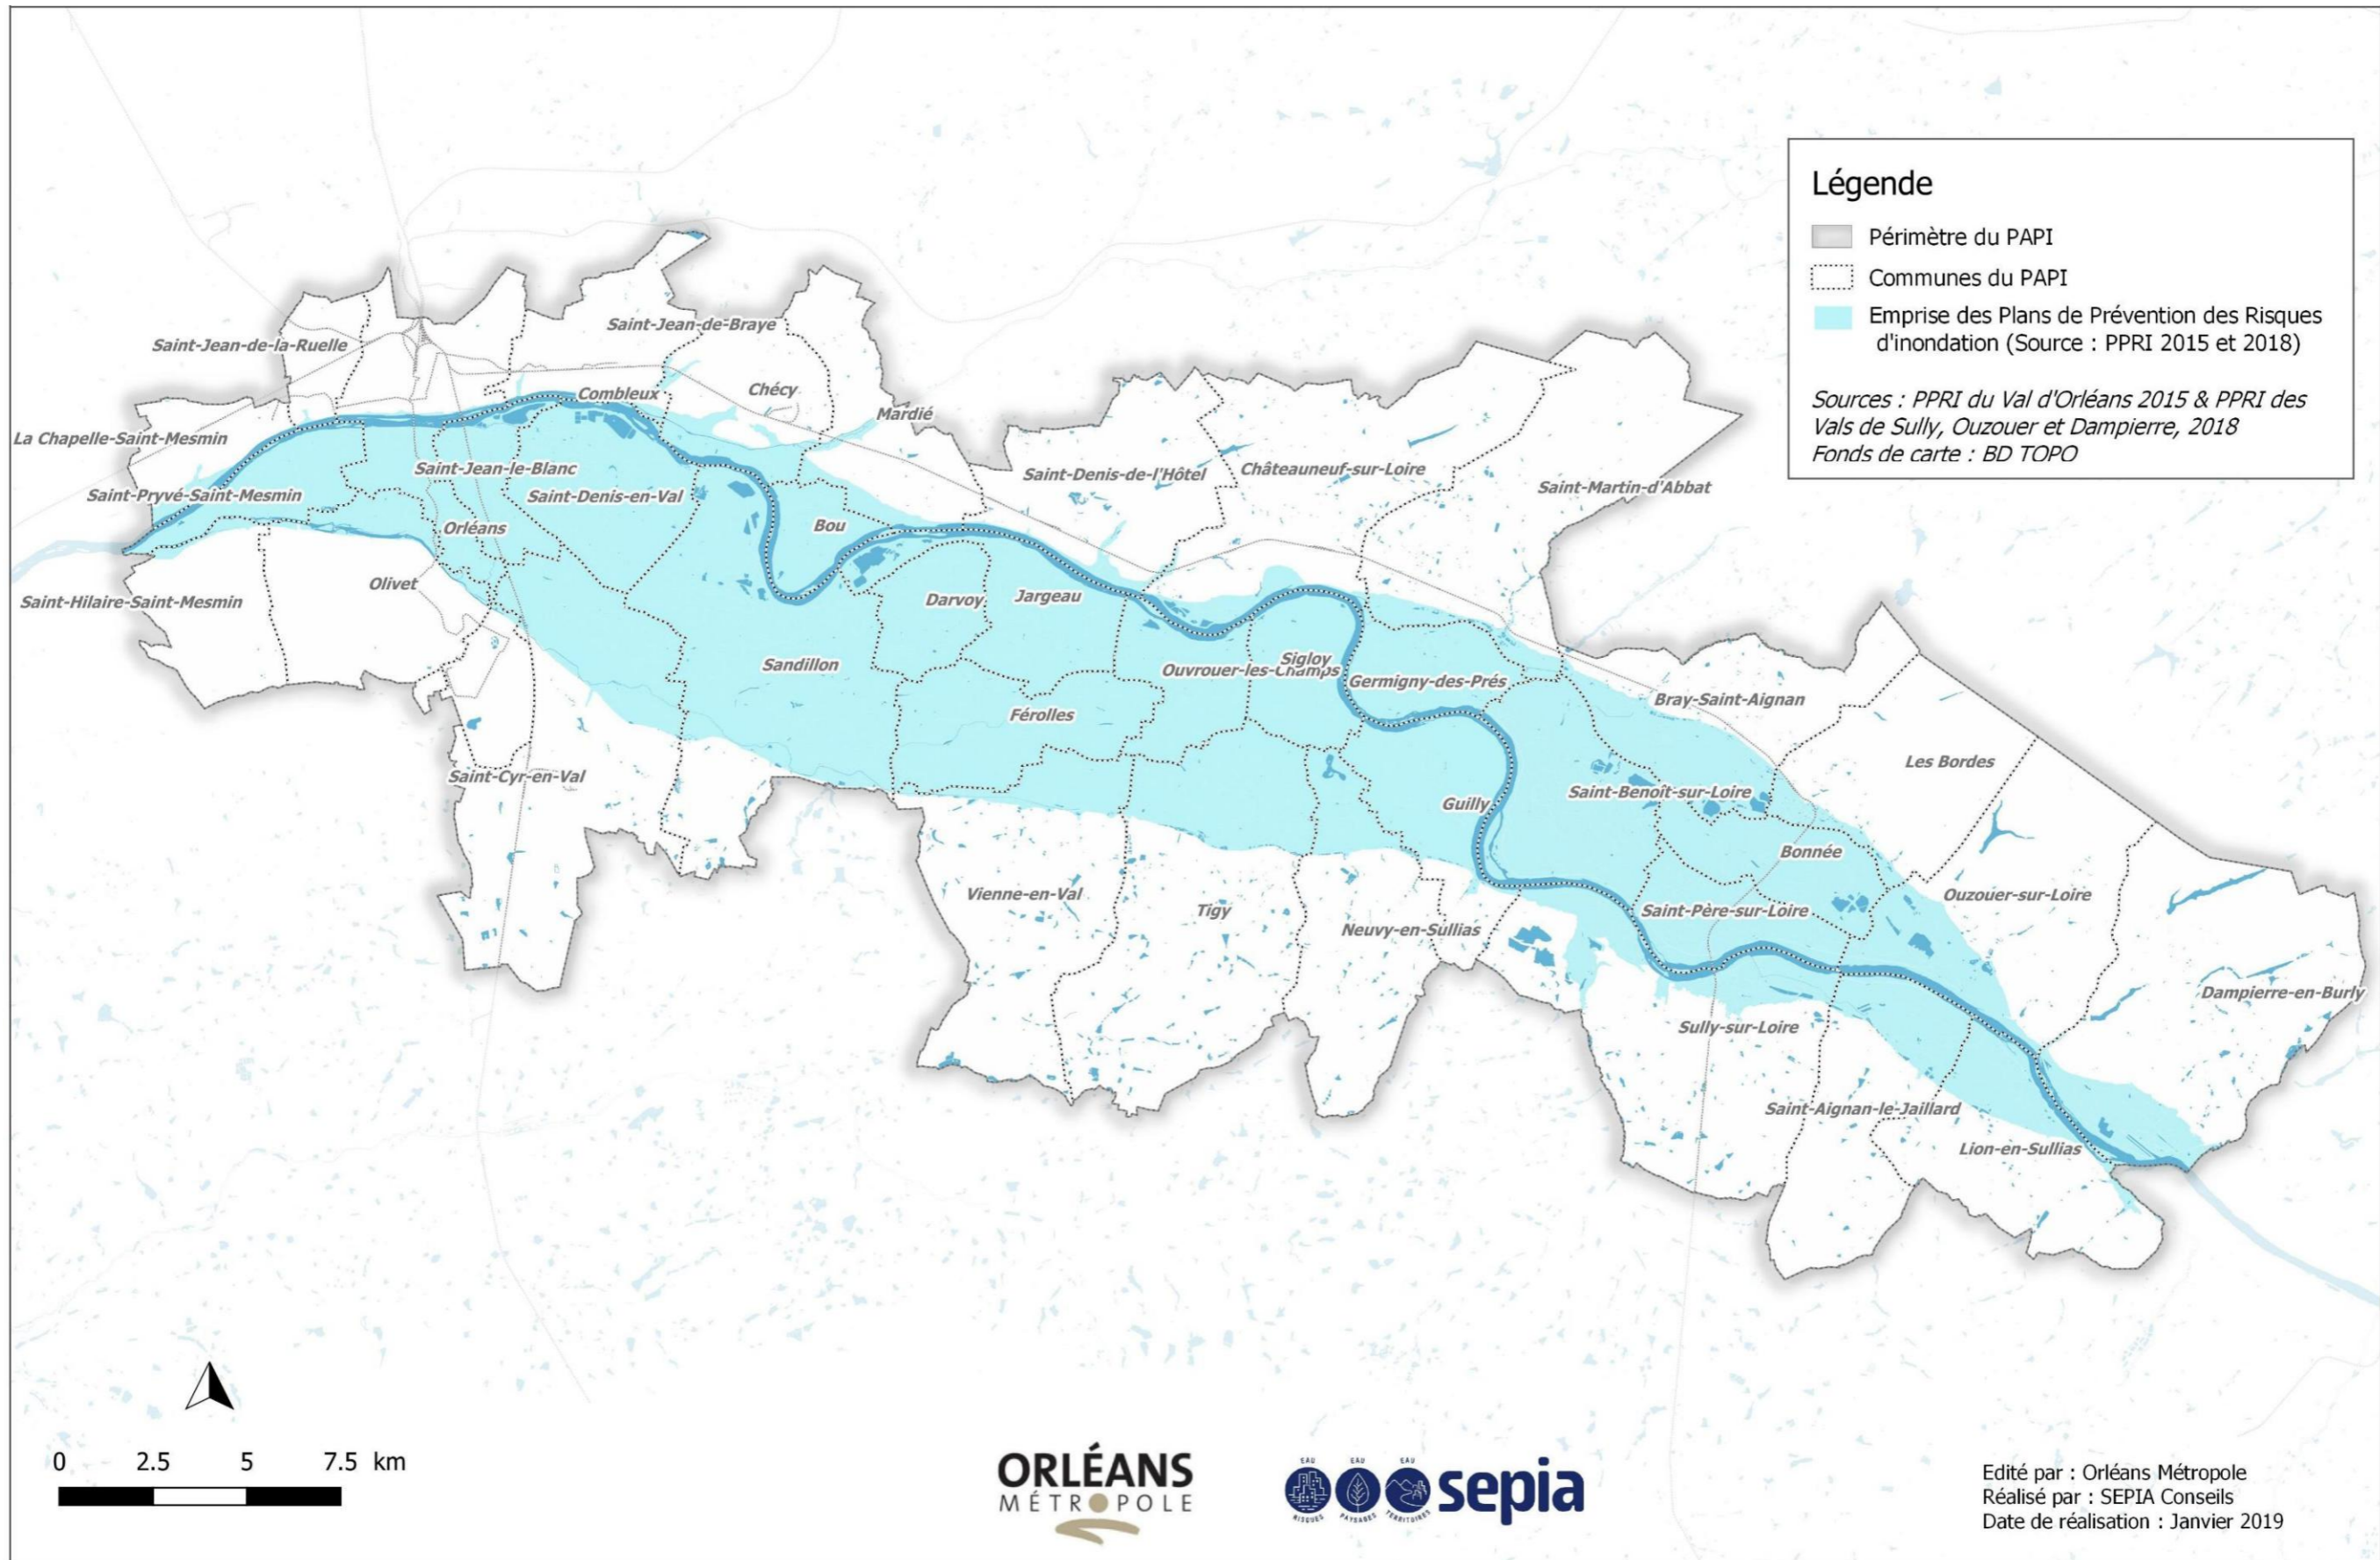 Légende
Périmètre du PAPI
Communes du PAPI
Emprise des Plans de Prévention des Risques
d'inondation (Source : PPRI 2015 et 2018)
Sources : PPRI du Val d'Orléans 2015 & PPRI des
Vals de Sully, Ouzouer et Dampierre, 2018
Fonds de carte : BD TOPO
Saint-Jean-de-Braye
Saint-Jean-de-la-Ruelle
Combleux
Chécy
Mardié
La Chapelle-Saint-Mesmin
Saint-Jean-le-Blanc
Saint-Denis-de-l'Hôtel
Châteauneuf-sur-Loire
Saint-Martin-d'Abbat
Saint-Pryvé-Saint-Mesmin
Saint-Denis-en-Val
Orléans
Bou
Olivet
Saint-Hilaire-Saint-Mesmin
Darvoy
Jargeau
Sandillon
Sigloy
Ouvrouer-les-Champs
Germigny-des-Prés
Bray-Saint-Aignan
Férolles
Les Bordes
Saint-Cyr-en-Val
Guilly
Saint-Benoît-sur-Loire
Bonnée
Vienne-en-Val
Tigy
Saint-Père-sur-Loire
Ouzouer-sur-Loire
Neuvy-en-Sullias
Dampierre-en-Burly
Sully-sur-Loire
Saint-Aignan-le-Jaillard
Lion-en-Sullias
0 2.5 5 7.5 km
ORLÉANS
MÉTROPOLE
EAU EAU EAU
sepia
RISQUES PAYSAGES TERRITOIRES
Edité par : Orléans Métropole
Réalisé par : SEPIA Conseils
Date de réalisation : Janvier 2019